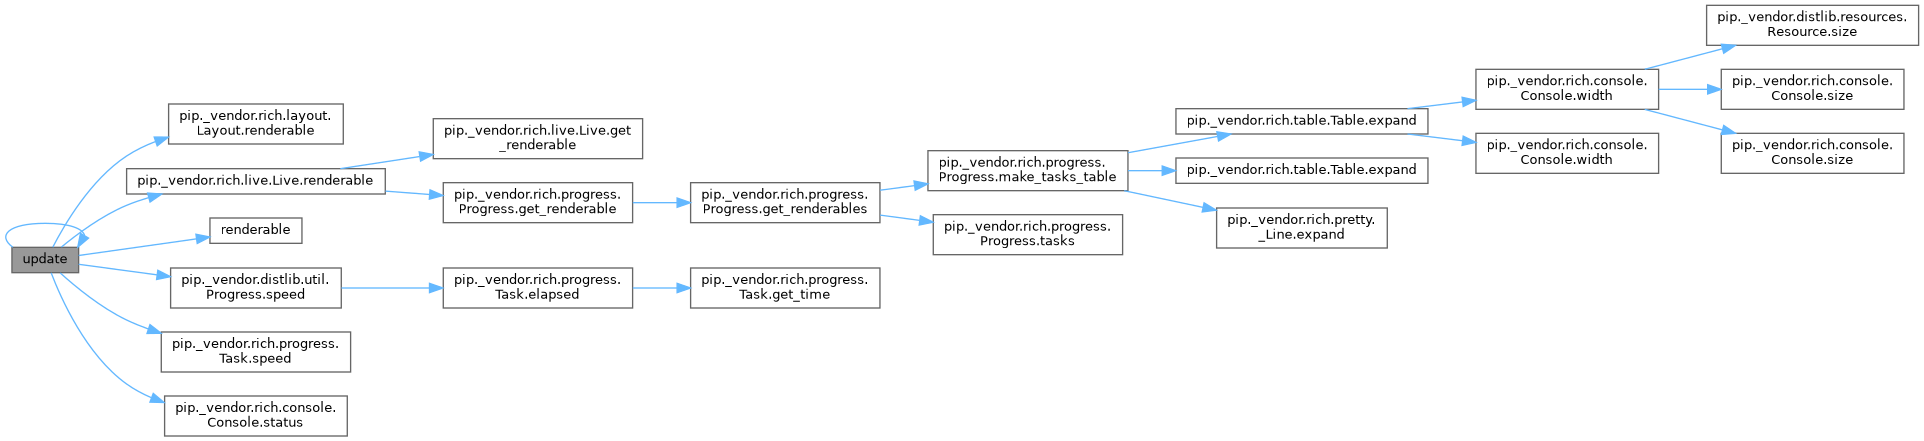 update
pip._vendor.rich.layout.
Layout.renderable
pip._vendor.rich.live.Live.renderable
renderable
pip._vendor.distlib.util.
Progress.speed
pip._vendor.rich.progress.
Task.speed
pip._vendor.rich.console.
Console.status
pip._vendor.rich.live.Live.get
_renderable
pip._vendor.rich.progress.
Progress.get_renderable
pip._vendor.rich.progress.
Task.elapsed
pip._vendor.rich.progress.
Progress.get_renderables
pip._vendor.rich.progress.
Task.get_time
pip._vendor.rich.progress.
Progress.make_tasks_table
pip._vendor.rich.progress.
Progress.tasks
pip._vendor.rich.table.Table.expand
pip._vendor.rich.table.Table.expand
pip._vendor.rich.pretty.
_Line.expand
pip._vendor.rich.console.
Console.width
pip._vendor.rich.console.
Console.width
pip._vendor.distlib.resources.
Resource.size
pip._vendor.rich.console.
Console.size
pip._vendor.rich.console.
Console.size